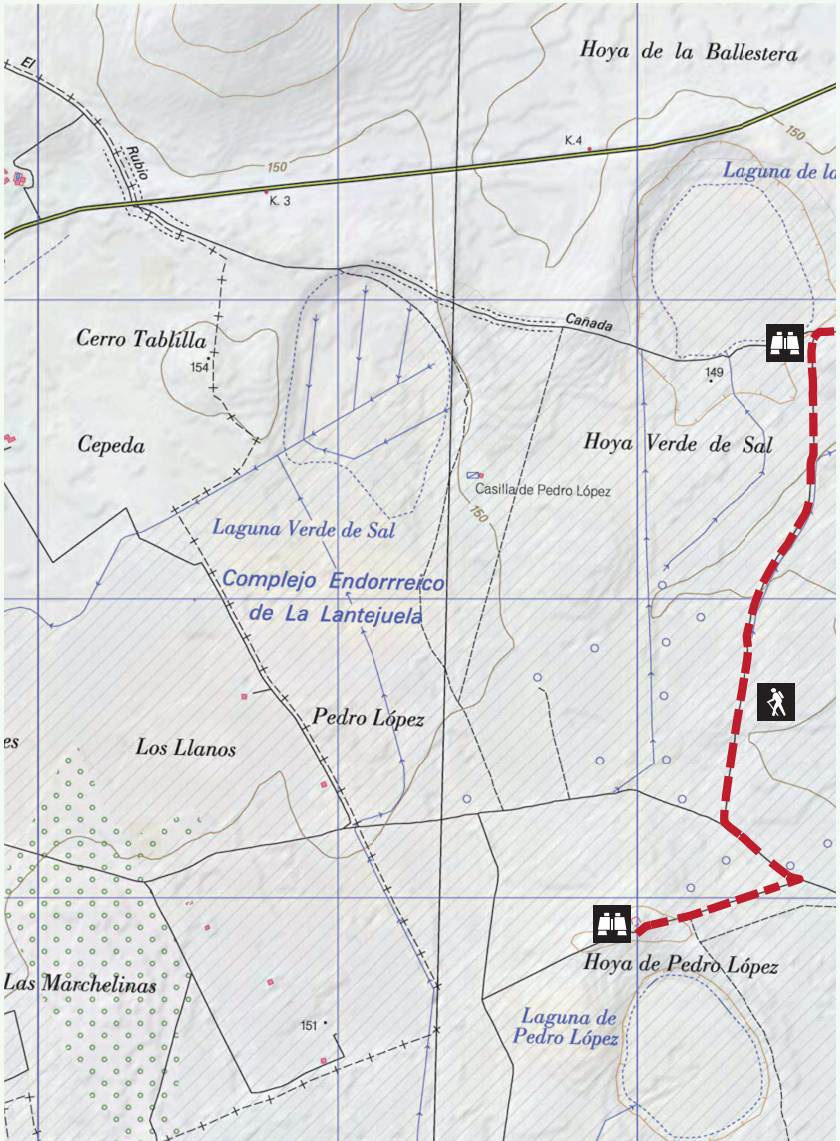 Hoya de la Ballestera
El
Rubio
K.4
150
150
K. 3
Laguna de la
Cañada
Cerro Tablilla
154
149
Cepeda
Hoya Verde de Sal
Casilla de Pedro López
150
Laguna Verde de Sal
Complejo Endorrreico
de La Lantejuela
Pedro López
es
Los Llanos
Las Marchelinas
Hoya de Pedro López
151
Laguna de
Pedro López